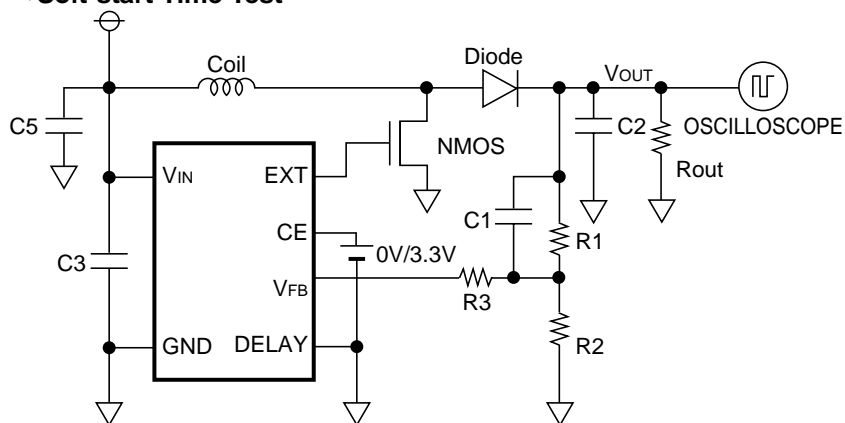 Soft-start Time Test
Coil
Diode
VOUT
C5
C2
OSCILLOSCOPE
NMOS
Rout
VIN
EXT
C1
CE
R1
0V/3.3V
C3
VFB
R3
R2
GND
DELAY